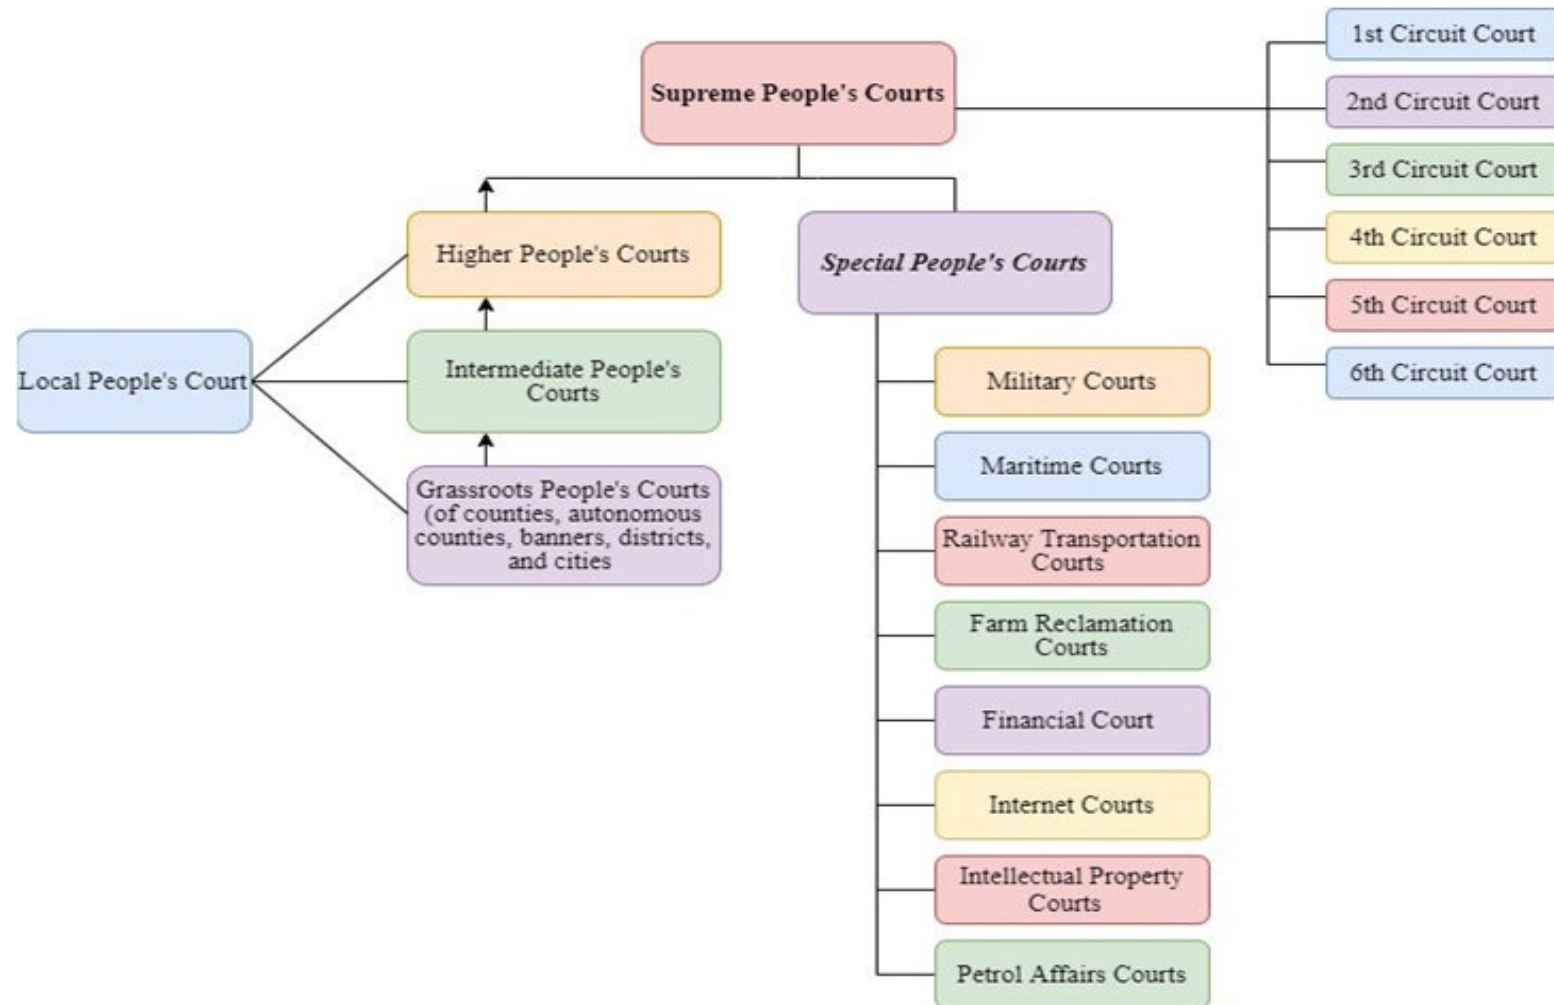 Supreme People's Courts
1st Circuit Court
2nd Circuit Court
3rd Circuit Court
4th Circuit Court
5th Circuit Court
6th Circuit Court
Higher People's Courts
Special People's Courts
Local People's Court
Intermediate People's
Courts
Grassroots People's Courts
(of counties, autonomous
counties, banners, districts,
and cities
Military Courts
Maritime Courts
Railway Transportation
Courts
Farm Reclamation
Courts
Financial Court
Internet Courts
Intellectual Property
Courts
Petrol Affairs Courts